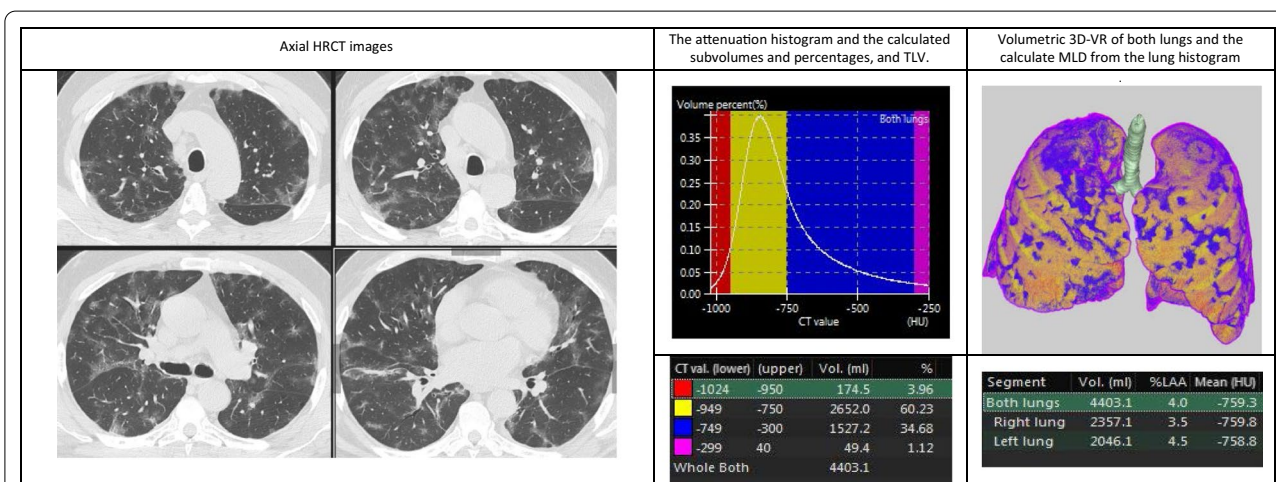 Axial HRCT images
The attenuation histogram and the calculated
subvolumes and percentages, and TLV.
Volumetric 3D-VR of both lungs and the
calculate MLD from the lung histogram
.
Volume percent(%)
Both lungs
0.35
0.30
0.25
0.20
0.15
0.10
0.05
0.00
-1000 -750 -500 -250
CT value (HU)
CT val. (lower) (upper) Vol. (ml) %
-1024 -950 174.5 3.96
-949 -750 2652.0 60.23
-749 -300 1527.2 34.68
-299 40 49.4 1.12
Whole Both 4403.1
Segment Vol. (ml) %LAA Mean (HU)
Both lungs 4403.1 4.0 -759.3
Right lung 2357.1 3.5 -759.8
Left lung 2046.1 4.5 -758.8